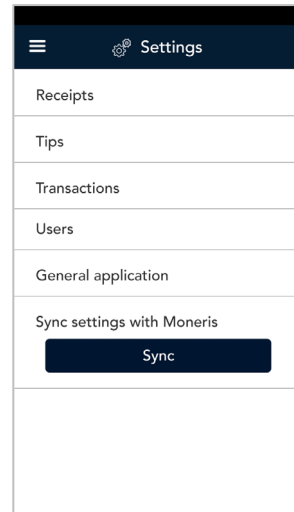 Settings
Receipts
Tips
Transactions
Users
General application
Sync settings with Moneris
Sync